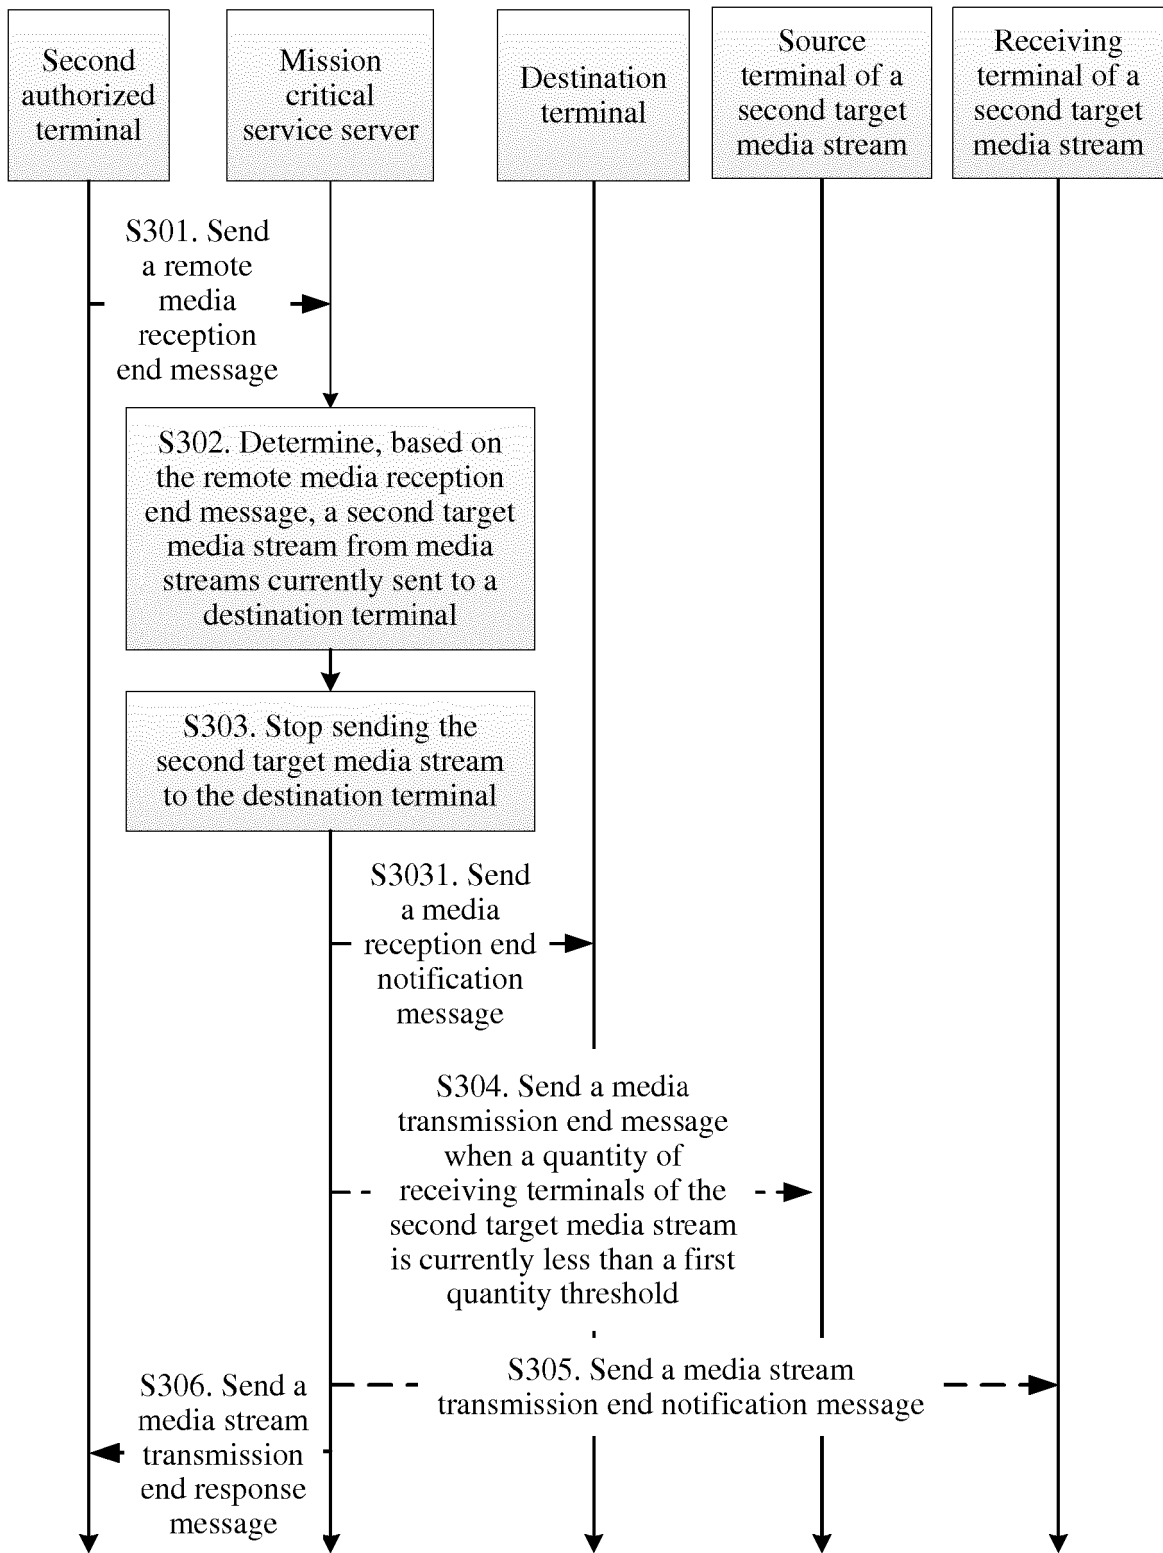 Second
authorized
terminal
Mission
critical
service server
Destination
terminal
Source
terminal of a
second target
media stream
Receiving
terminal of a
second target
media stream
S301. Send
a remote
media
reception
end message
S302. Determine, based on
the remote media reception
end message, a second target
media stream from media
streams currently sent to a
destination terminal
S303. Stop sending the
second target media stream
to the destination terminal
S3031. Send
a media
reception end
notification
message
S304. Send a media
transmission end message
when a quantity of
receiving terminals of the
second target media stream
is currently less than a first
quantity threshold
S305. Send a media stream
transmission end notification message
S306. Send a
media stream
transmission
end response
message